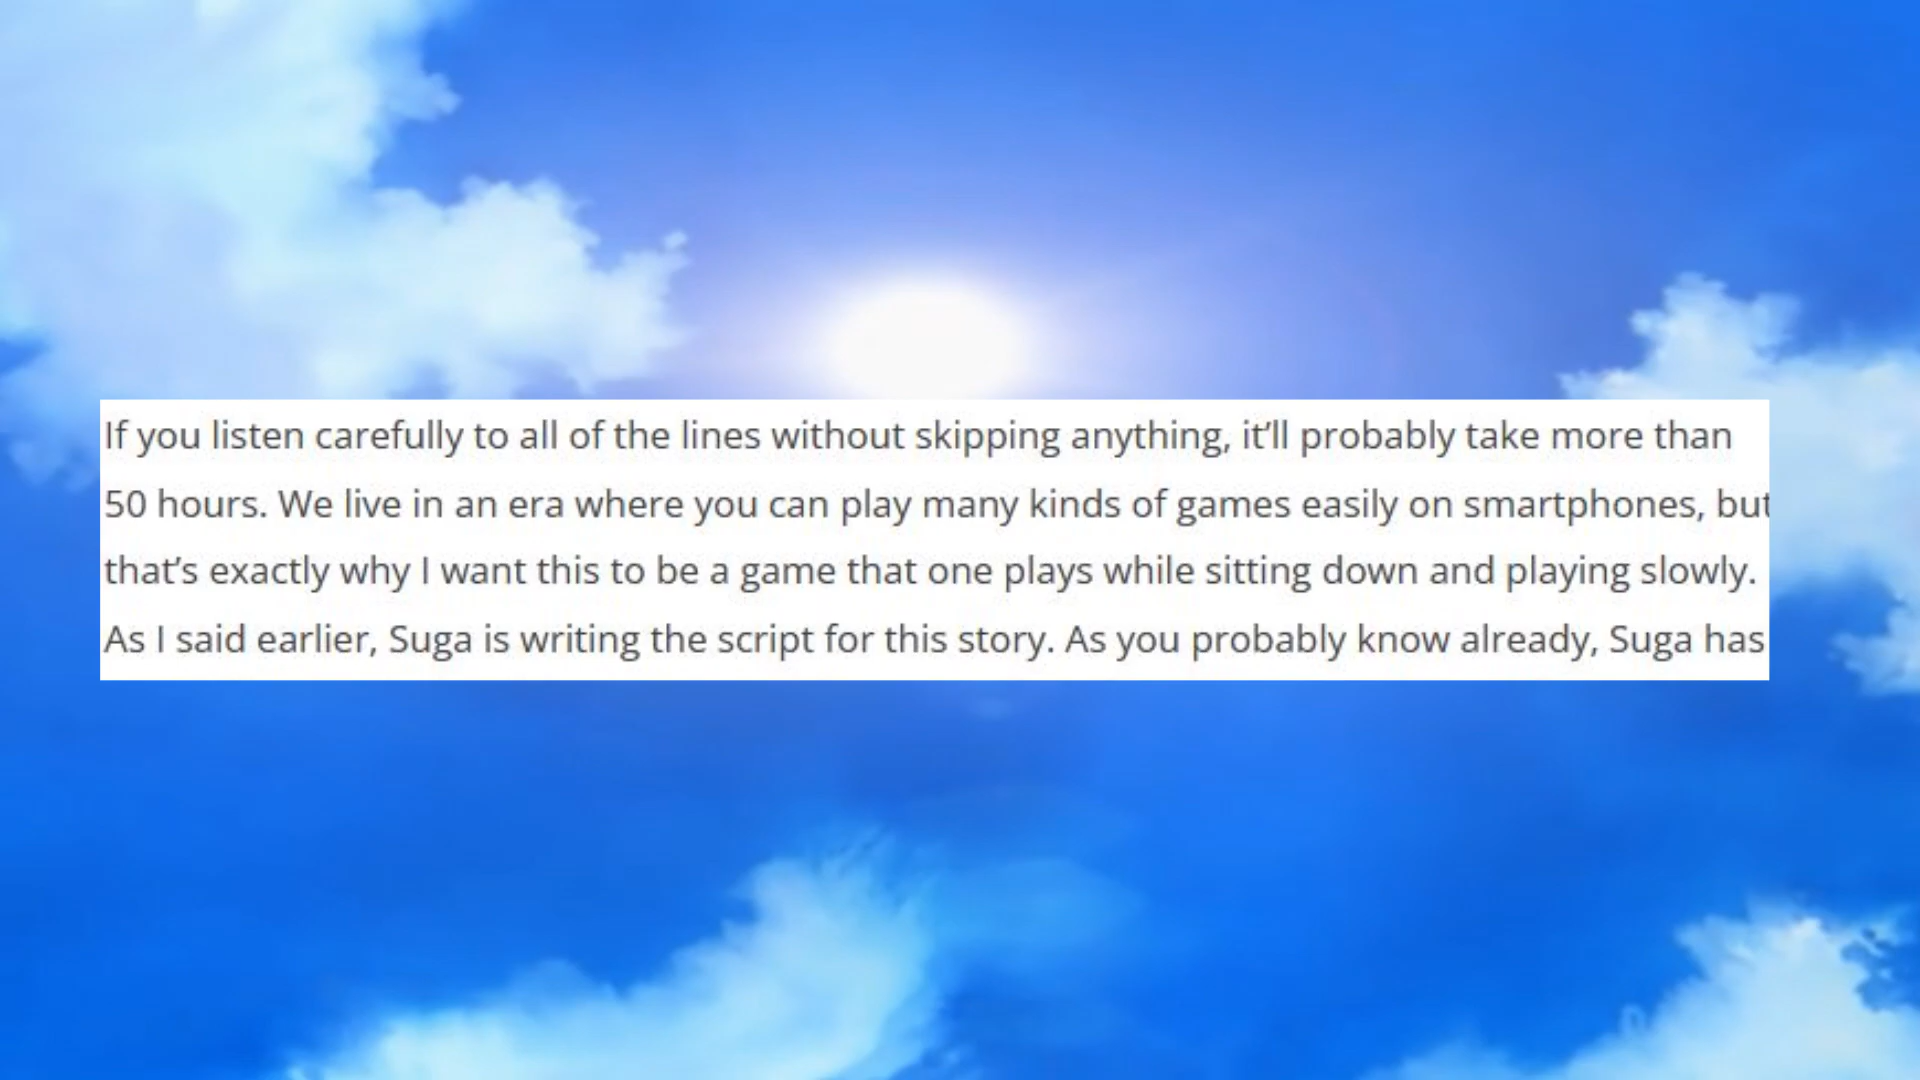 If you listen carefully to all of the lines without skipping anything, it’ll probably take more than
50 hours. We live in an era where you can play many kinds of games easily on smartphones, but
that’s exactly why I want this to be a game that one plays while sitting down and playing slowly.
As I said earlier, Suga is writing the script for this story. As you probably know already, Suga has